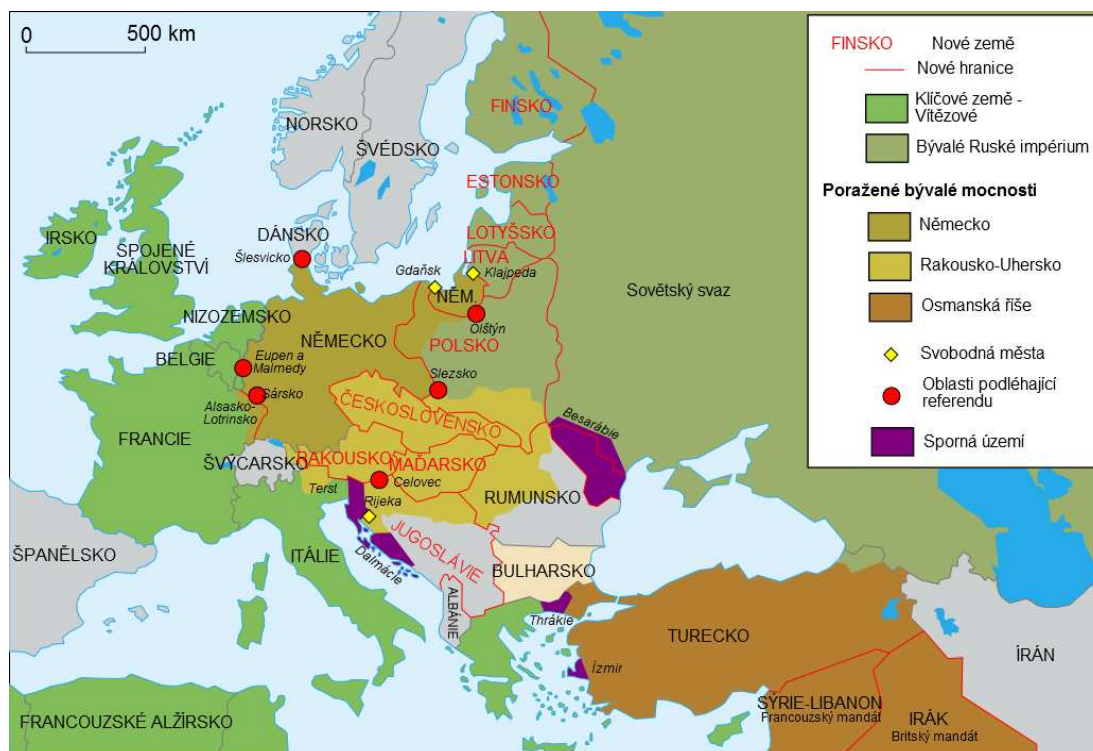 0 500 km
FINSKO Nové země
Nové hranice
Klíčové země -
Vítězové
Bývalé Ruské impérium
Poražené bývalé mocnosti
Německo
Rakousko-Uhersko
Osmanská říše
Svobodná města
Oblasti podléhající
referendu
Sporná území
NORSKO
ŠVÉDSKO
FINSKO
ESTONSKO
LOTYŠSKO
LITVA
DÁNSKO
Šlesvicko
IRSKO
SPOJENÉ
KRÁLOVSTVÍ
Gdaňsk
Klajpeda
NĚM.
Olštýn
Sovětský svaz
NIZOZEMSKO
NĚMECKO
POLSKO
BELGIE
Eupen a
Malmedy
Slezsko
Sársko
Alsasko-
Lotrinsko
ČESKOSLOVENSKO
Besarábie
FRANCIE
ŠVÝCARSKO
RAKOUSKO
MAĎARSKO
Celovec
Terst
Rijeka
RUMUNSKO
ŠPANĚLSKO
ITÁLIE
JUGOSLÁVIE
Dalmácie
BULHARSKO
ALBÁNIE
Thrákie
TURECKO
İzmir
ÍRÁN
SÝRIE-LIBANON
Francouzský mandát
IRÁK
Britský mandát
FRANCOUZSKÉ ALŽÍRSKO